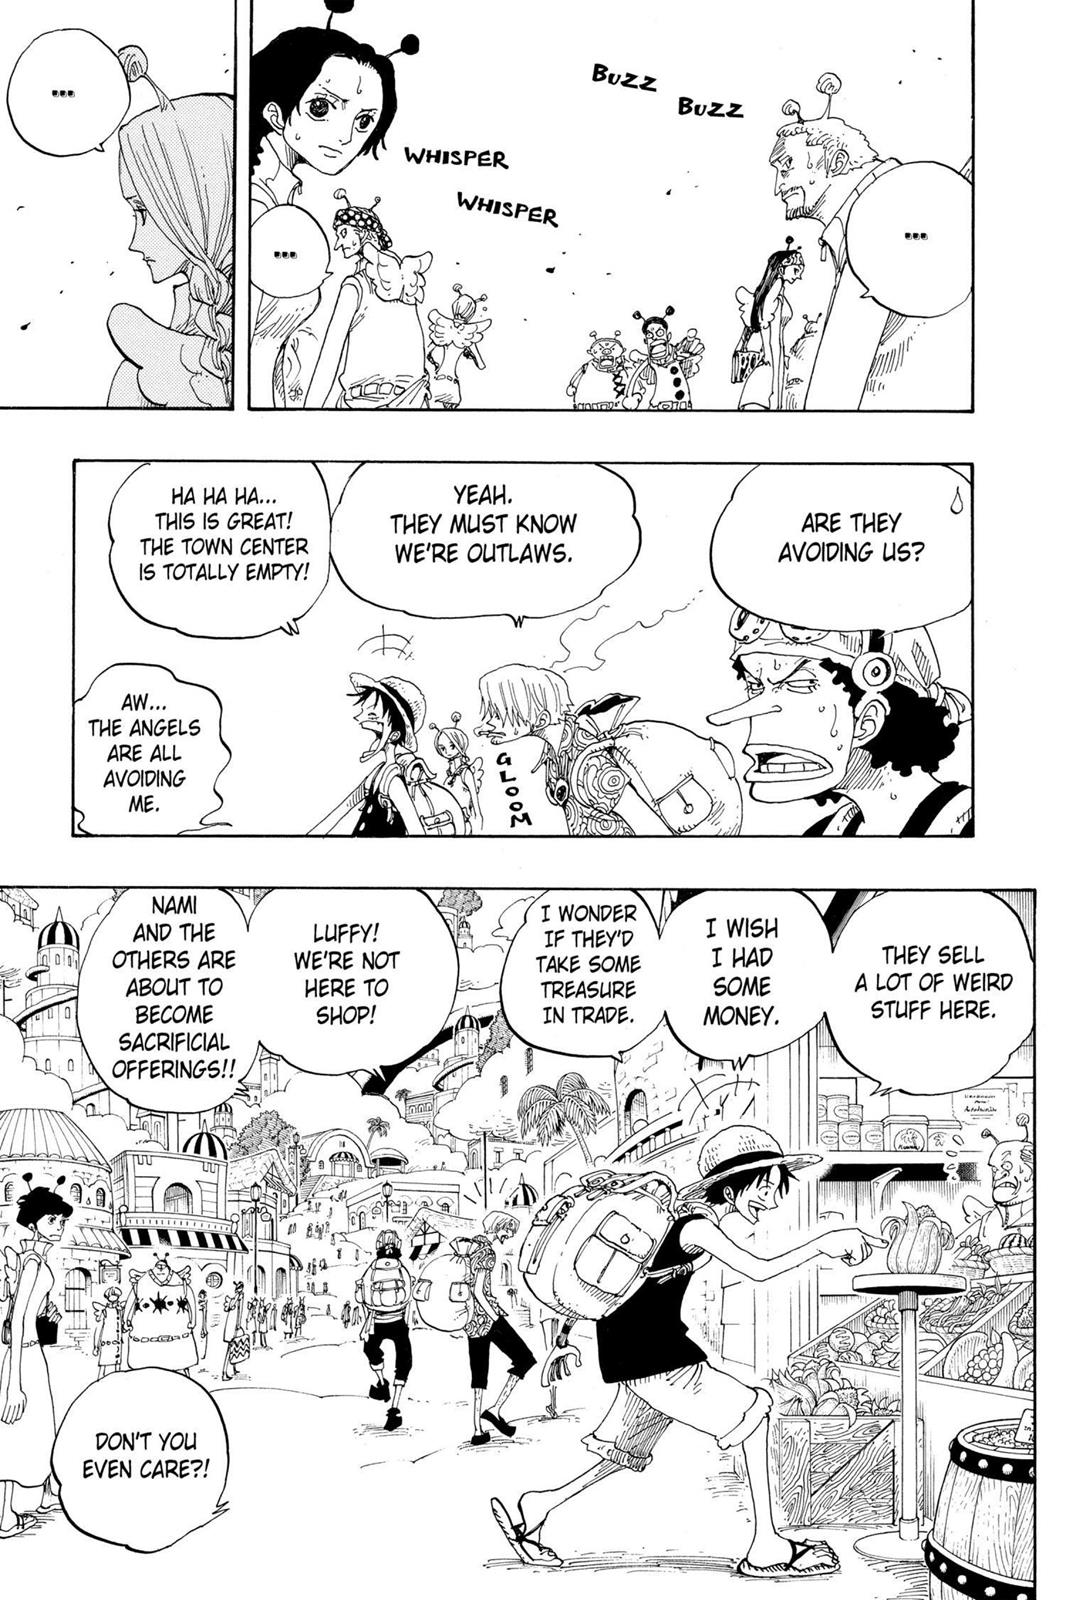 BUZZ
BUZZ
...
WHISPER
WHISPER
...
...
ARE THEY
AVOIDING US?
YEAH.
THEY MUST KNOW
WE'RE OUTLAWS.
HA HA HA...
THIS IS GREAT!
THE TOWN CENTER
IS TOTALLY EMPTY!
GLOOM
AW...
THE ANGELS
ARE ALL
AVOIDING
ME.
THEY SELL
A LOT OF WEIRD
STUFF HERE.
I WISH
I HAD
SOME
MONEY.
I WONDER
IF THEY'D
TAKE SOME
TREASURE
IN TRADE.
LUFFY!
WE'RE NOT
HERE TO
SHOP!
NAMI
AND THE
OTHERS ARE
ABOUT TO
BECOME
SACRIFICIAL
OFFERINGS!!
DON'T YOU
EVEN CARE?!